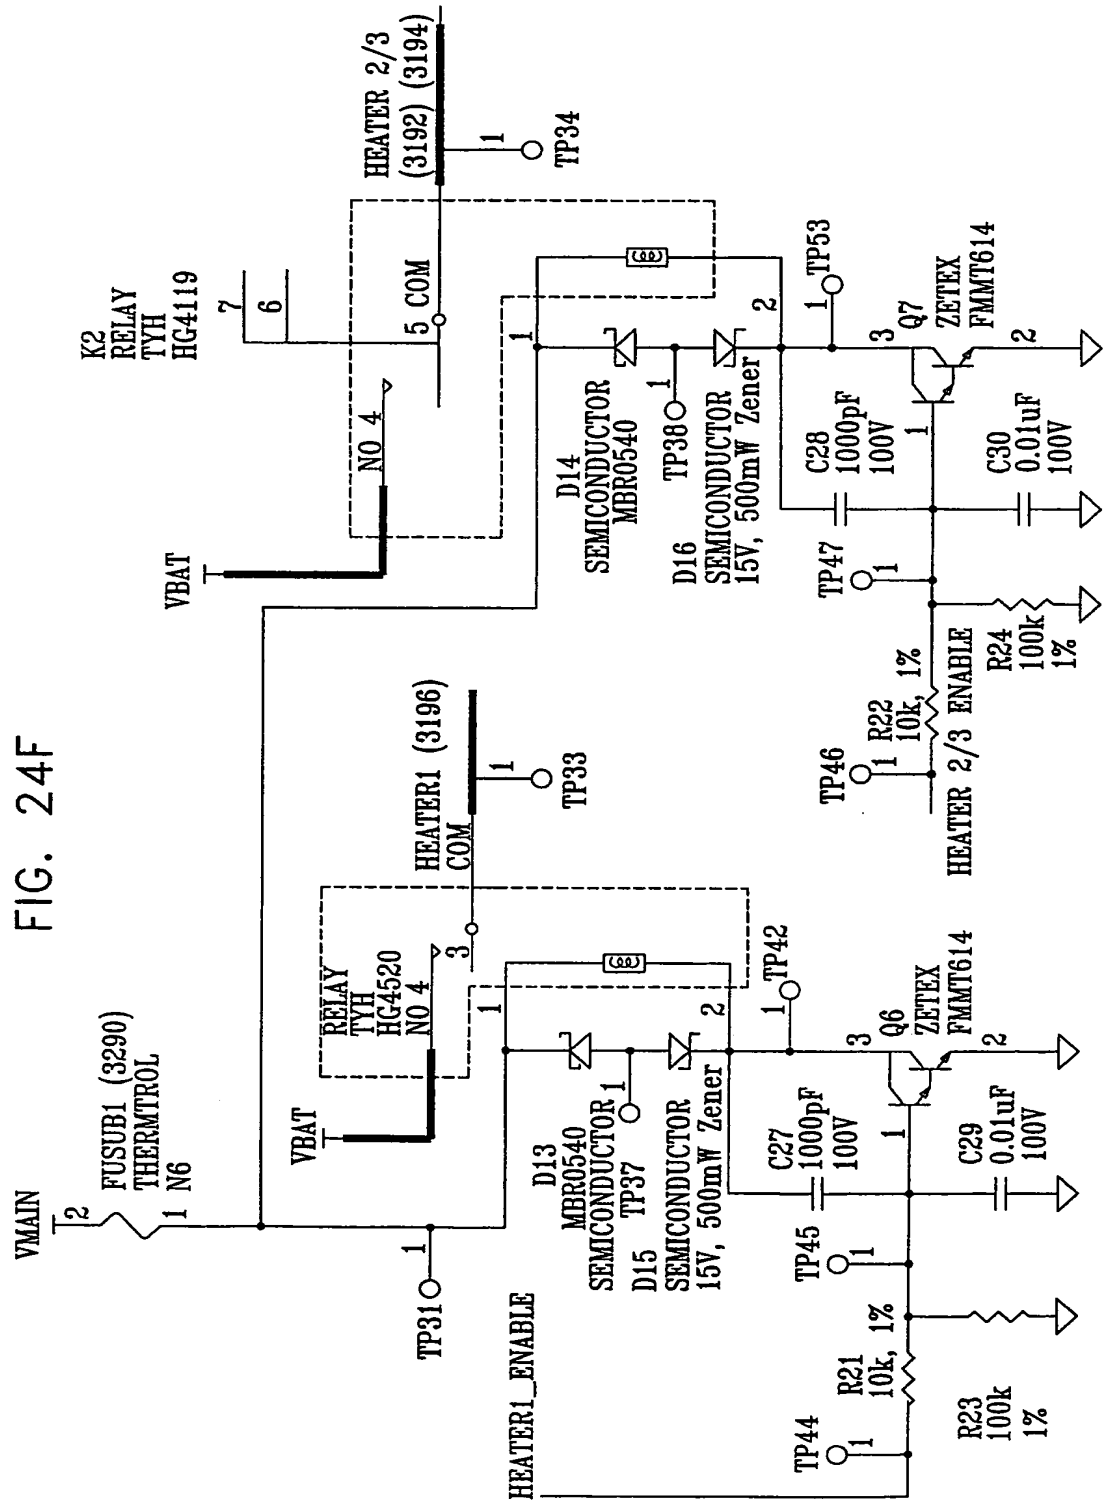 FIG. 24F
VMAIN
2
FUSUB1 (3290)
THERMTROL
N6
1
TP31
1
VBAT
RELAY
TYH
HG4520
NO 4
3
HEATER1 (3196)
COM
1
TP33
1
D13
MBR0540
SEMICONDUCTOR
TP37
1
D15
SEMICONDUCTOR
15V, 500mW Zener
2
TP42
1
HEATER1_ENABLE
TP44
1
R21
10k, 1%
R23
100k
1%
TP45
1
C27
1000pF
100V
C29
0.01uF
100V
1
3
Q6
ZETEX
FMMT614
2
K2
RELAY
TYH
HG4119
7
6
VBAT
NO 4
5 COM
HEATER 2/3
(3192) (3194)
1
TP34
1
D14
SEMICONDUCTOR
MBR0540
TP38
1
D16
SEMICONDUCTOR
15V, 500mW Zener
2
TP53
1
TP46
1
R22
10k, 1%
HEATER 2/3 ENABLE
R24
100k
1%
TP47
1
C28
1000pF
100V
C30
0.01uF
100V
1
3
Q7
ZETEX
FMMT614
2